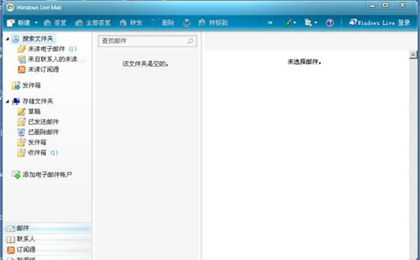 Windows Live Mail
新建 答复 全部答复 转发 删除 转移到 » Windows Live 登录
搜索文件夹
未读电子邮件 (1)
来自联系人的未读...
未读订阅源
发件箱
存储文件夹
草稿
已发送邮件
已删除邮件
发件箱
收件箱 (1)
添加电子邮件帐户
邮件
联系人
订阅源
查找邮件
该文件夹是空的。
未选择邮件。